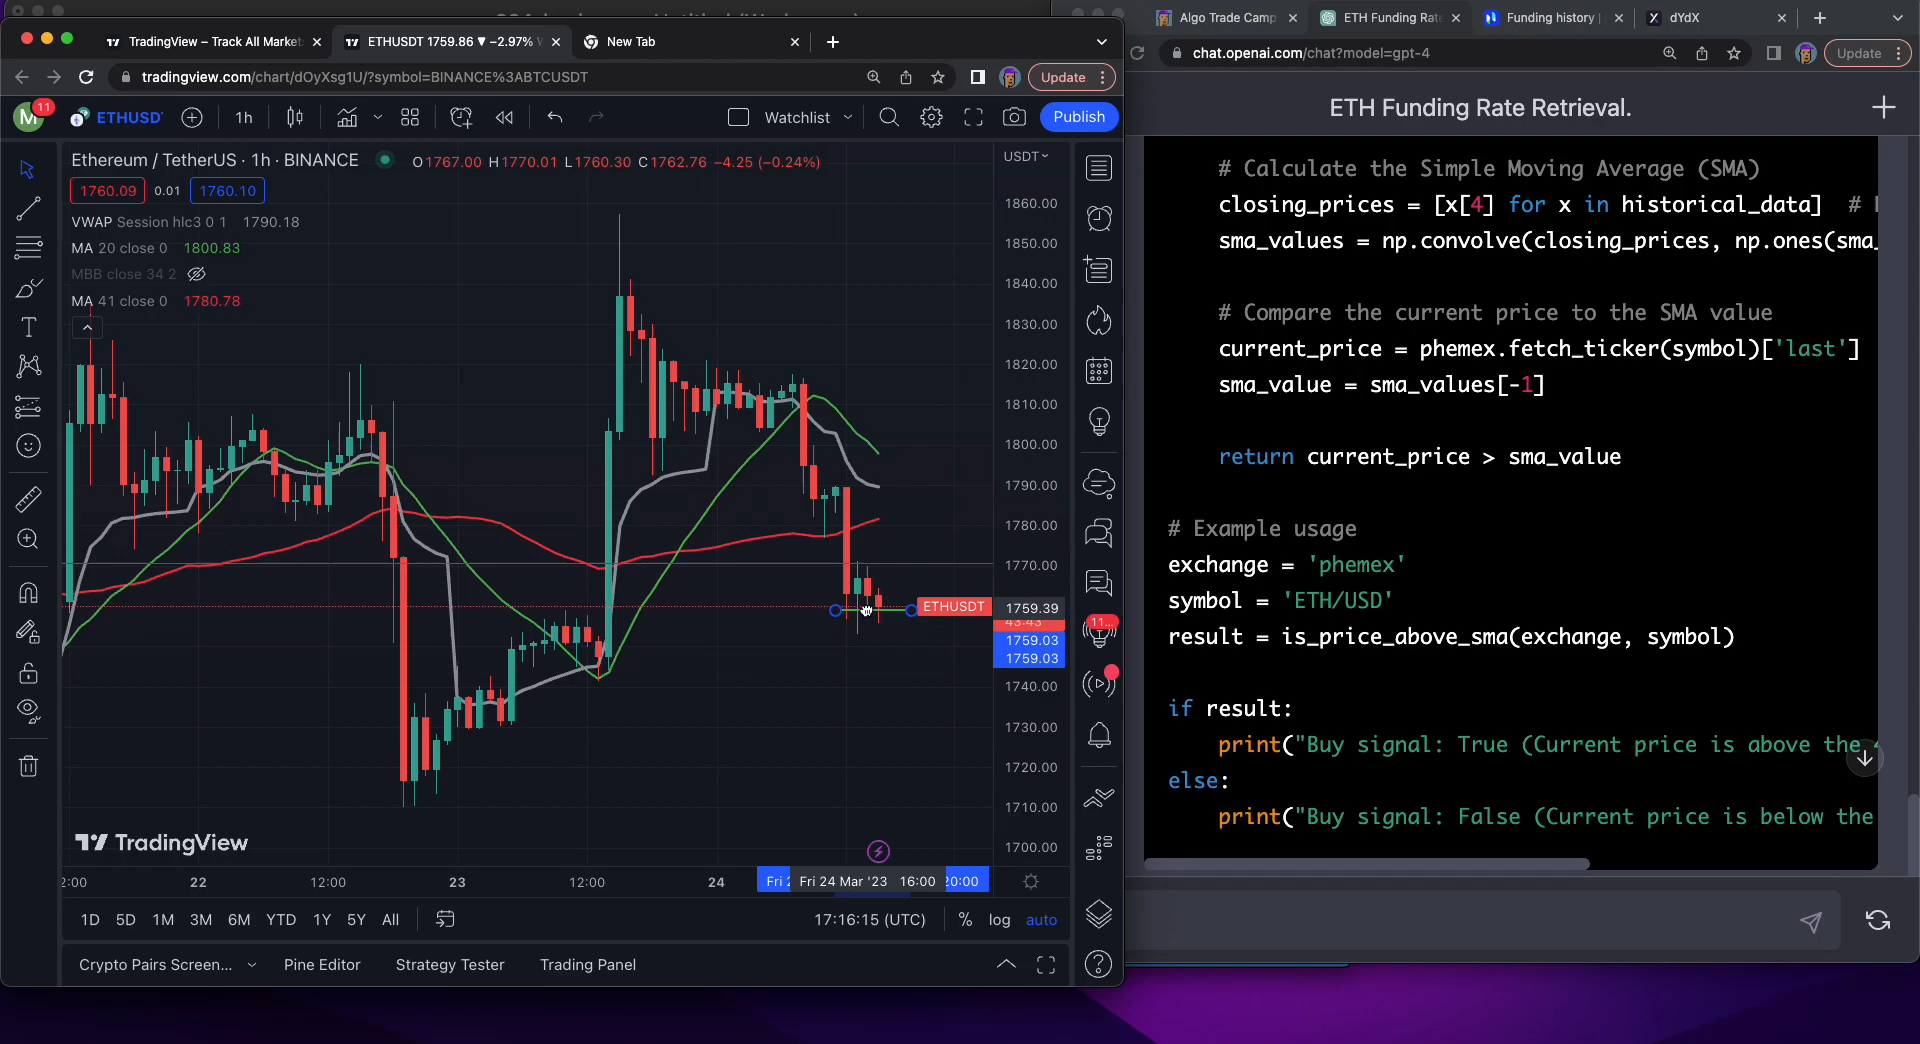 TradingView – Track All Market
ETHUSDT 1759.86 ▼ −2.97%
New Tab
tradingview.com/chart/dOyXsg1U/?symbol=BINANCE%3ABTCUSDT
Update
M
11
ETHUSD
1h
Watchlist
Publish
Ethereum / TetherUS · 1h · BINANCE
O1767.00 H1770.01 L1760.30 C1762.76 −4.25 (−0.24%)
USDT
1760.09
0.01
1760.10
VWAP Session hlc3 0 1 1790.18
MA 20 close 0 1800.83
MBB close 34 2
MA 41 close 0 1780.78
1860.00
1850.00
1840.00
1830.00
1820.00
1810.00
1800.00
1790.00
1780.00
1770.00
ETHUSDT
1759.39
43:43
1759.03
1759.03
1740.00
1730.00
1720.00
1710.00
1700.00
11...
TradingView
2:00
22
12:00
23
12:00
24
Fri 2
Fri 24 Mar '23 16:00
20:00
1D 5D 1M 3M 6M YTD 1Y 5Y All
17:16:15 (UTC)
% log auto
Crypto Pairs Screen...
Pine Editor
Strategy Tester
Trading Panel
Algo Trade Camp
ETH Funding Rate
Funding history |
dYdX
chat.openai.com/chat?model=gpt-4
Update
ETH Funding Rate Retrieval.
# Calculate the Simple Moving Average (SMA)
closing_prices = [x[4] for x in historical_data] #
sma_values = np.convolve(closing_prices, np.ones(sma_
# Compare the current price to the SMA value
current_price = phemex.fetch_ticker(symbol)['last']
sma_value = sma_values[-1]
return current_price > sma_value
# Example usage
exchange = 'phemex'
symbol = 'ETH/USD'
result = is_price_above_sma(exchange, symbol)
if result:
print("Buy signal: True (Current price is above the
else:
print("Buy signal: False (Current price is below the